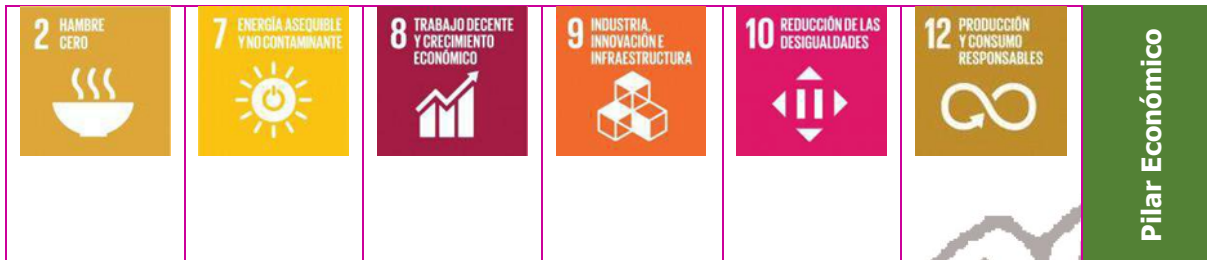 2 HAMBRE
CERO
7 ENERGÍA ASEQUIBLE
Y NO CONTAMINANTE
8 TRABAJO DECENTE
Y CRECIMIENTO
ECONÓMICO
9 INDUSTRIA,
INNOVACIÓN E
INFRAESTRUCTURA
10 REDUCCIÓN DE LAS
DESIGUALDADES
12 PRODUCCIÓN
Y CONSUMO
RESPONSABLES
Pilar Económico